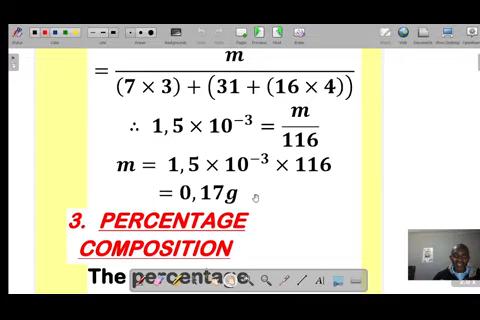 m
= (7 × 3) + (31 + (16 × 4))
∴ 1,5 × 10⁻³ = m/116
m = 1,5 × 10⁻³ × 116
= 0,17g
3. PERCENTAGE
COMPOSITION
The percentage